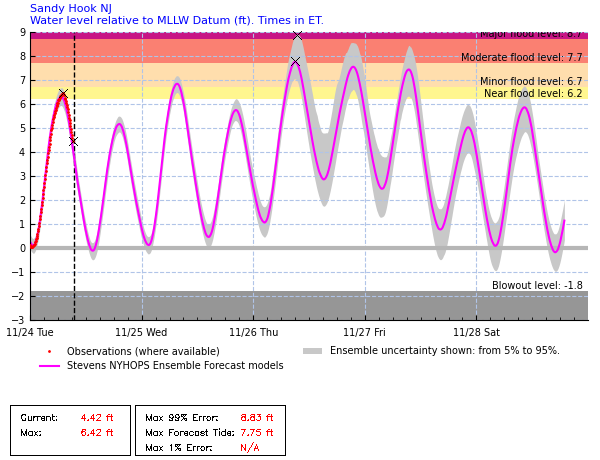 Sandy Hook NJ
Water level relative to MLLW Datum (ft). Times in ET.
9
Major flood level: 8.7
8
Moderate flood level: 7.7
7
Minor flood level: 6.7
Near flood level: 6.2
6
5
4
3
2
1
0
−1
Blowout level: -1.8
−2
−3
11/24 Tue 11/25 Wed 11/26 Thu 11/27 Fri 11/28 Sat
Observations (where available)
Ensemble uncertainty shown: from 5% to 95%.
Stevens NYHOPS Ensemble Forecast models
Current: 4.42 ft
Max: 6.42 ft
Max 99% Error: 8.83 ft
Max Forecast Tide: 7.75 ft
Max 1% Error: N/A